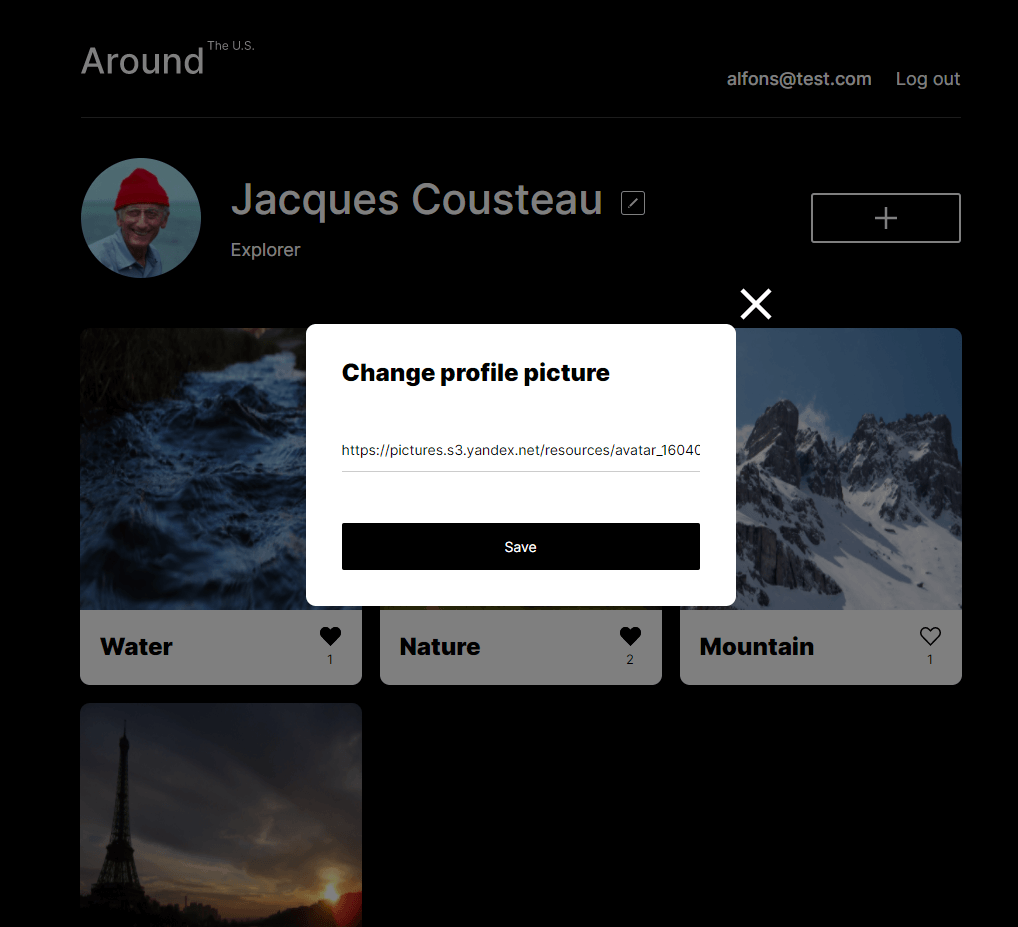 Around The U.S.
alfons@test.com Log out
Jacques Cousteau
Explorer
Change profile picture
https://pictures.s3.yandex.net/resources/avatar_1604
Save
Water
1
Nature
2
Mountain
1